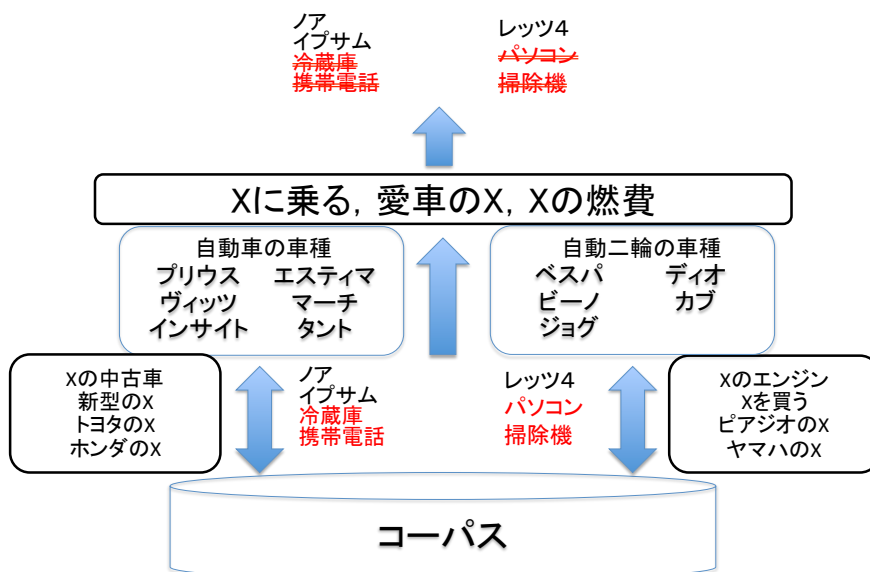 ノア
イプサム
冷蔵庫
携帯電話
レッツ4
パソコン
掃除機
Xに乗る, 愛車のX, Xの燃費
自動車の車種
プリウス エスティマ
ヴィッツ マーチ
インサイト タント
自動二輪の車種
ベスパ ディオ
ビーノ カブ
ジョグ
Xの中古車
新型のX
トヨタのX
ホンダのX
ノア
イプサム
冷蔵庫
携帯電話
レッツ4
パソコン
掃除機
Xのエンジン
Xを買う
ピアジオのX
ヤマハのX
コーパス